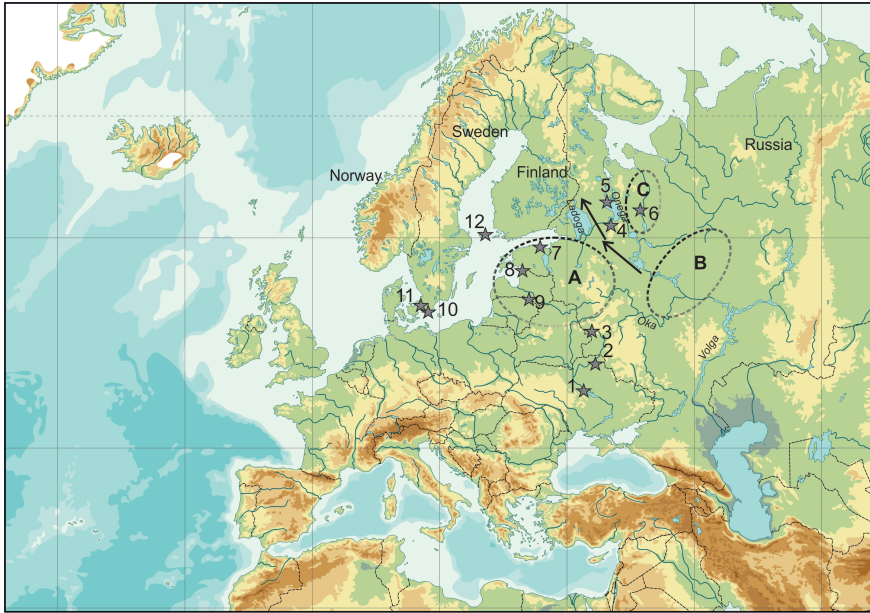 Sweden
Russia
Norway
Finland
5
C
Onega
6
Ladoga
4
12
7
8
A
B
11
10
9
Oka
3
2
Volga
1